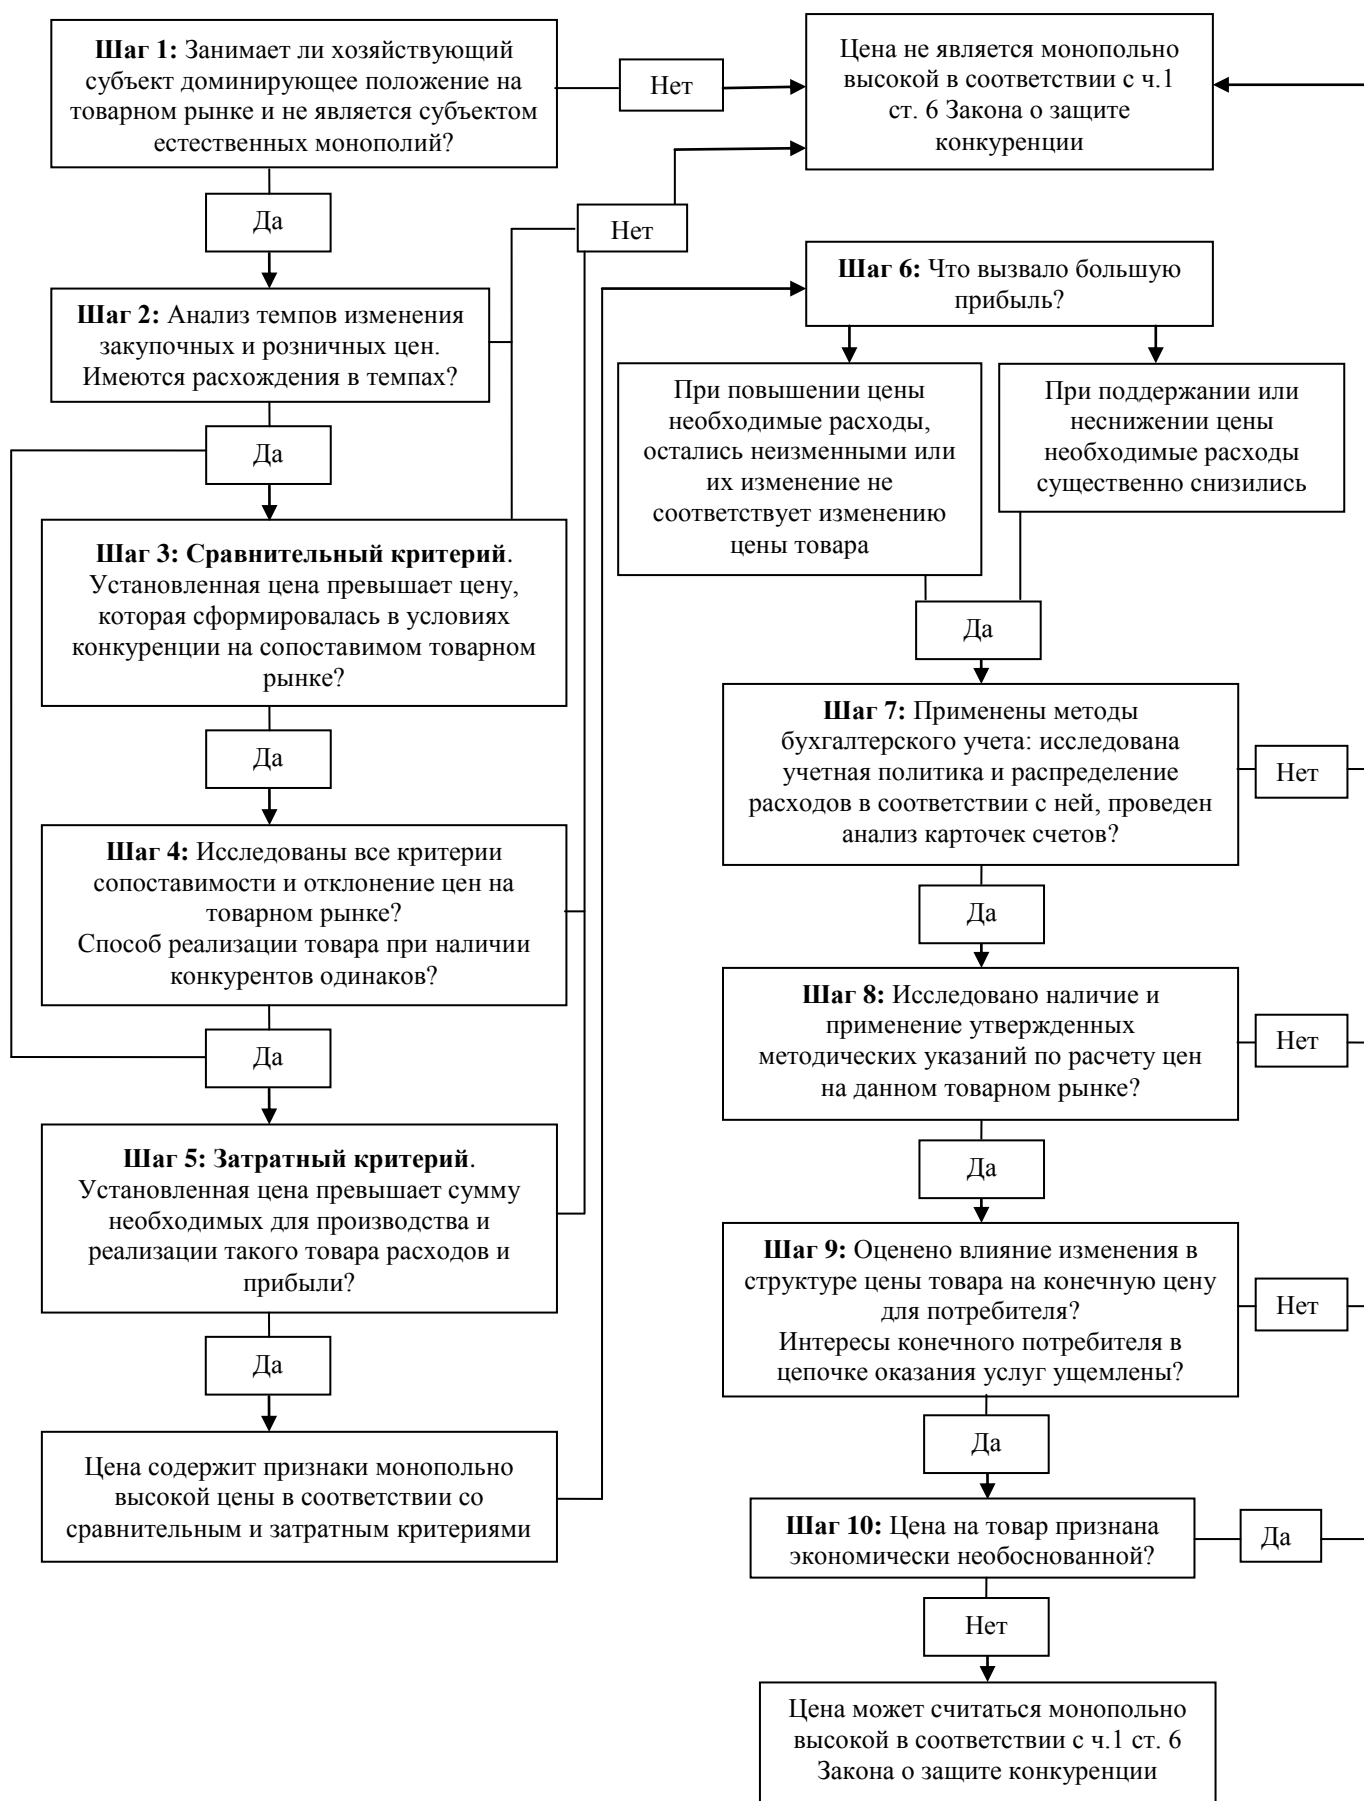 Шаг 1: Занимает ли хозяйствующий
субъект доминирующее положение на
товарном рынке и не является субъектом
естественных монополий?
Нет
Цена не является монопольно
высокой в соответствии с ч.1
ст. 6 Закона о защите
конкуренции
Да
Нет
Шаг 2: Анализ темпов изменения
закупочных и розничных цен.
Имеются расхождения в темпах?
Да
Шаг 3: Сравнительный критерий.
Установленная цена превышает цену,
которая сформировалась в условиях
конкуренции на сопоставимом товарном
рынке?
Да
Шаг 4: Исследованы все критерии
сопоставимости и отклонение цен на
товарном рынке?
Способ реализации товара при наличии
конкурентов одинаков?
Да
Шаг 5: Затратный критерий.
Установленная цена превышает сумму
необходимых для производства и
реализации такого товара расходов и
прибыли?
Да
Цена содержит признаки монопольно
высокой цены в соответствии со
сравнительным и затратным критериями
Шаг 6: Что вызвало большую
прибыль?
При повышении цены
необходимые расходы,
остались неизменными или
их изменение не
соответствует изменению
цены товара
При поддержании или
неснижении цены
необходимые расходы
существенно снизились
Да
Шаг 7: Применены методы
бухгалтерского учета: исследована
учетная политика и распределение
расходов в соответствии с ней, проведен
анализ карточек счетов?
Нет
Да
Шаг 8: Исследовано наличие и
применение утвержденных
методических указаний по расчету цен
на данном товарном рынке?
Нет
Да
Шаг 9: Оценено влияние изменения в
структуре цены товара на конечную цену
для потребителя?
Интересы конечного потребителя в
цепочке оказания услуг ущемлены?
Нет
Да
Шаг 10: Цена на товар признана
экономически необоснованной?
Да
Нет
Цена может считаться монопольно
высокой в соответствии с ч.1 ст. 6
Закона о защите конкуренции